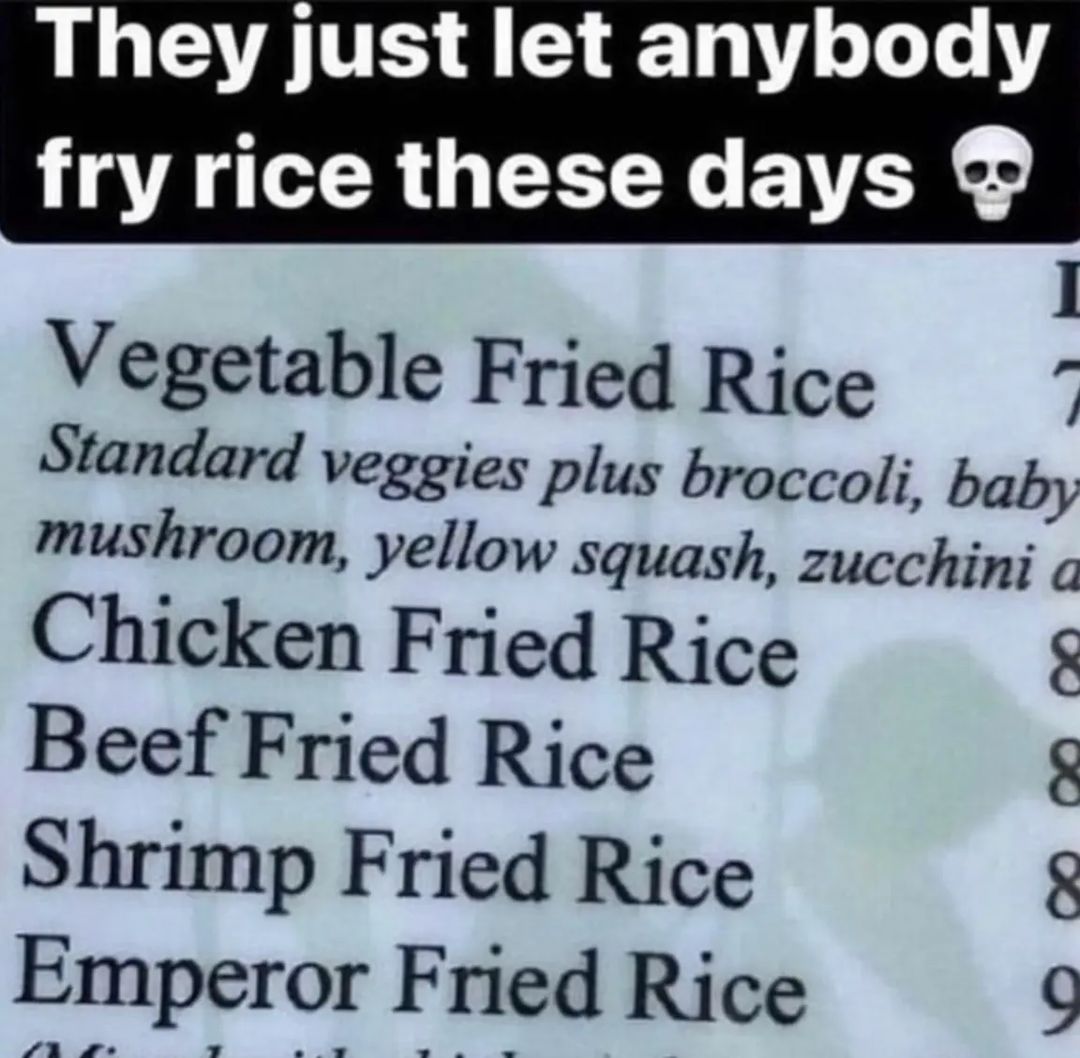 They just let anybody
fry rice these days 💀
Vegetable Fried Rice 7
Standard veggies plus broccoli, baby
mushroom, yellow squash, zucchini
Chicken Fried Rice 8
Beef Fried Rice 8
Shrimp Fried Rice 8
Emperor Fried Rice 9